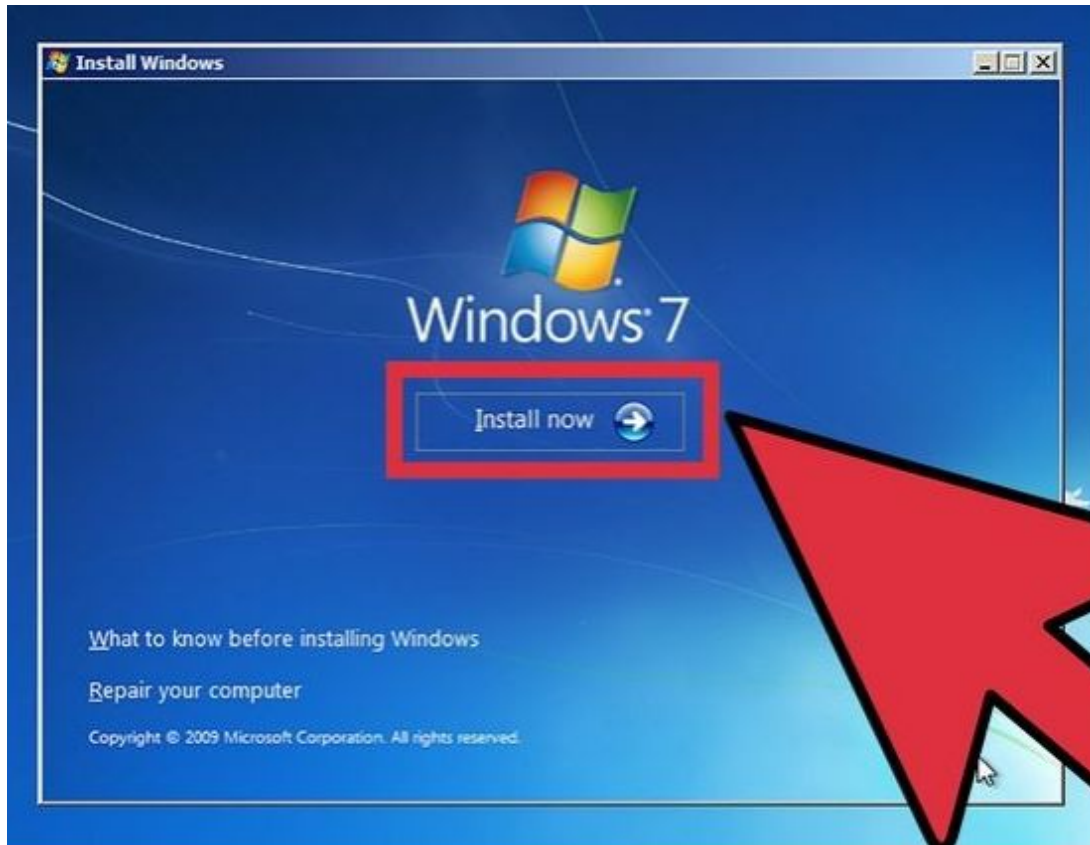 Install Windows
Windows 7
Install now
What to know before installing Windows
Repair your computer
Copyright © 2009 Microsoft Corporation. All rights reserved.